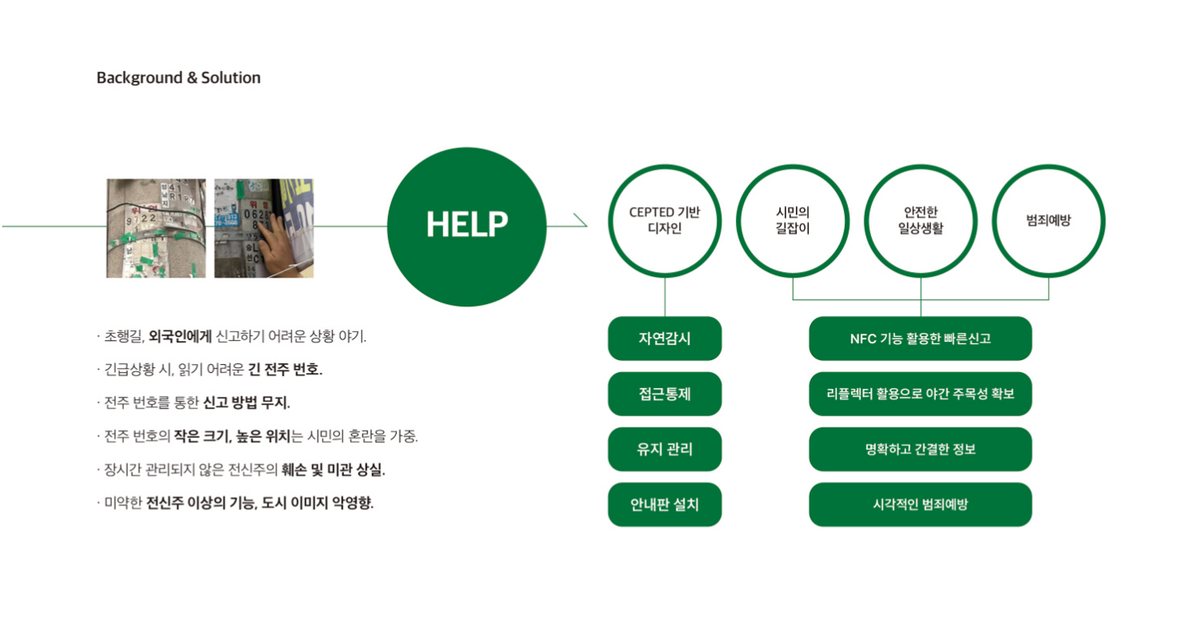 Background & Solution
위험
9722
위험
HELP
CEPTED 기반
디자인
시민의
길잡이
안전한
일상생활
범죄예방
· 초행길, 외국인에게 신고하기 어려운 상황 야기.
· 긴급상황 시, 읽기 어려운 긴 전주 번호.
· 전주 번호를 통한 신고 방법 무지.
· 전주 번호의 작은 크기, 높은 위치는 시민의 혼란을 가중.
· 장시간 관리되지 않은 전신주의 훼손 및 미관 상실.
· 미약한 전신주 이상의 기능, 도시 이미지 악영향.
자연감시
접근통제
유지 관리
안내판 설치
NFC 기능 활용한 빠른신고
리플렉터 활용으로 야간 주목성 확보
명확하고 간결한 정보
시각적인 범죄예방